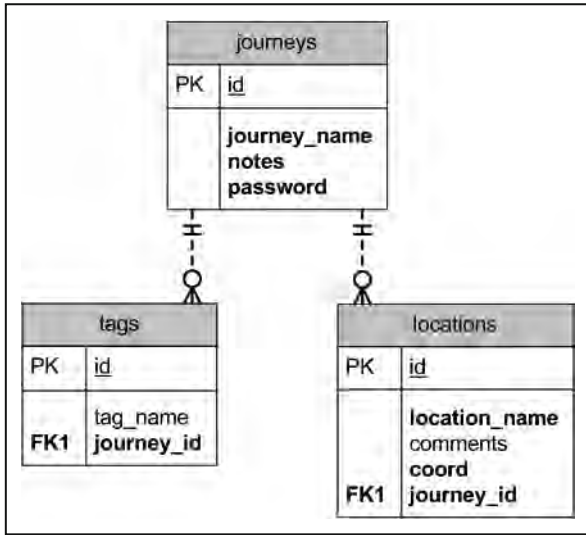 journeys
PK id
journey_name
notes
password
tags
PK id
tag_name
FK1 journey_id
locations
PK id
location_name
comments
coord
FK1 journey_id